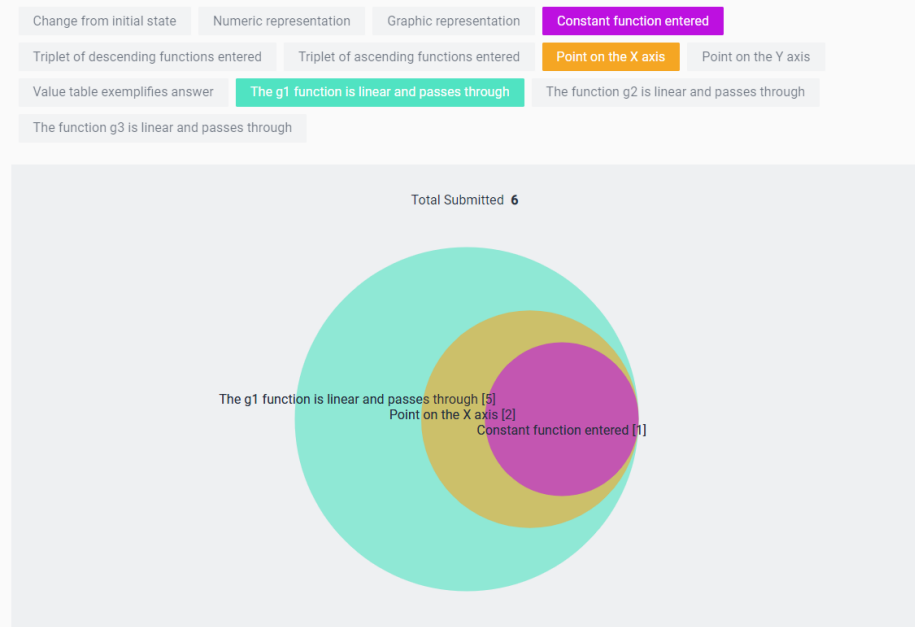 Change from initial state Numeric representation Graphic representation Constant function entered
Triplet of descending functions entered Triplet of ascending functions entered Point on the X axis Point on the Y axis
Value table exemplifies answer The g1 function is linear and passes through The function g2 is linear and passes through
The function g3 is linear and passes through
Total Submitted 6
The g1 function is linear and passes through [5]
Point on the X axis [2]
Constant function entered [1]